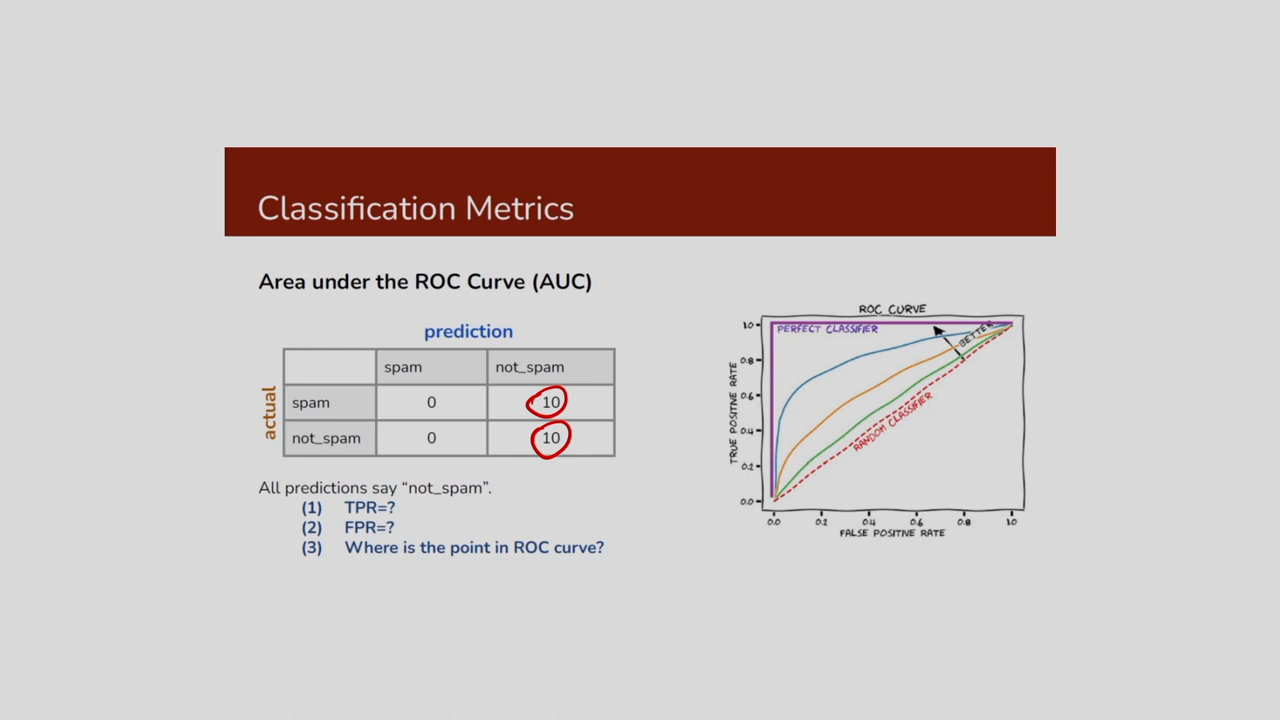 Classification Metrics
Area under the ROC Curve (AUC)
prediction
actual
spam not_spam
spam 0 10
not_spam 0 10
All predictions say “not_spam”.
(1) TPR=?
(2) FPR=?
(3) Where is the point in ROC curve?
ROC CURVE
PERFECT CLASSIFIER
BETTER
RANDOM CLASSIFIER
TRUE POSITIVE RATE
1.0
0.8
0.6
0.4
0.2
0.0
0.0 0.2 0.4 0.6 0.8 1.0
FALSE POSITIVE RATE